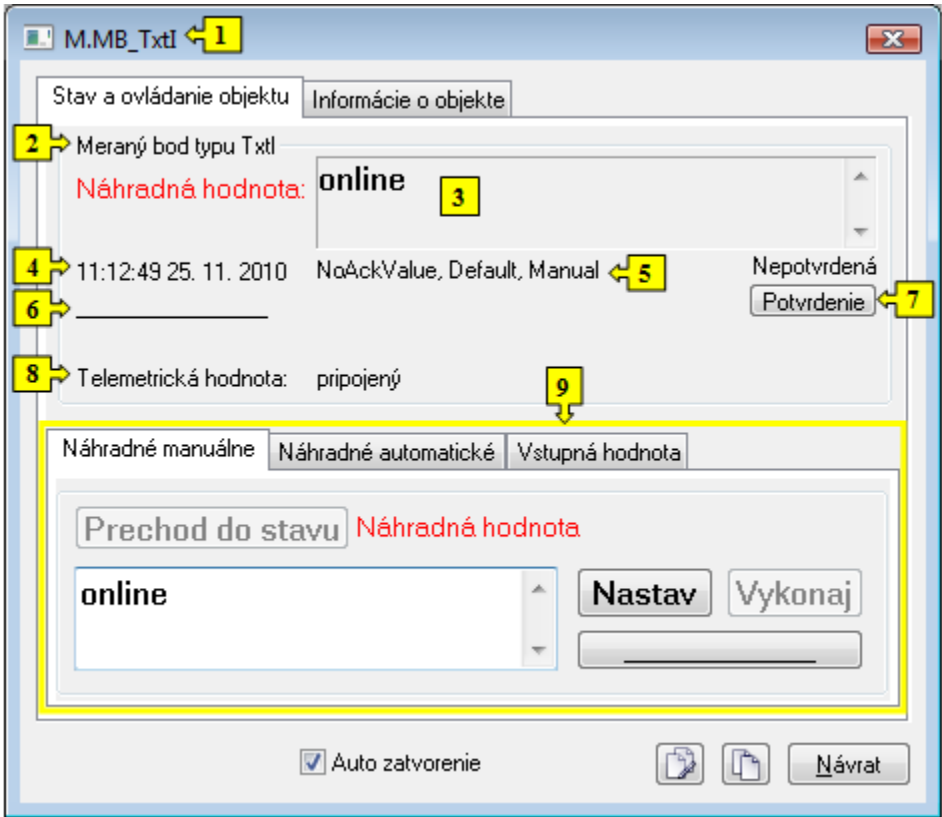 M.MB_TxtI 1
Stav a ovládanie objektu Informácie o objekte
2 Meraný bod typu TxtI
Náhradná hodnota: online
3
4 11:12:49 25. 11. 2010 NoAckValue, Default, Manual 5 Nepotvrdená
6 Potvrdenie 7
8 Telemetrická hodnota: pripojený
9
Náhradné manuálne Náhradné automatické Vstupná hodnota
Prechod do stavu Náhradná hodnota
online Nastav Vykonaj
Auto zatvorenie Návrat